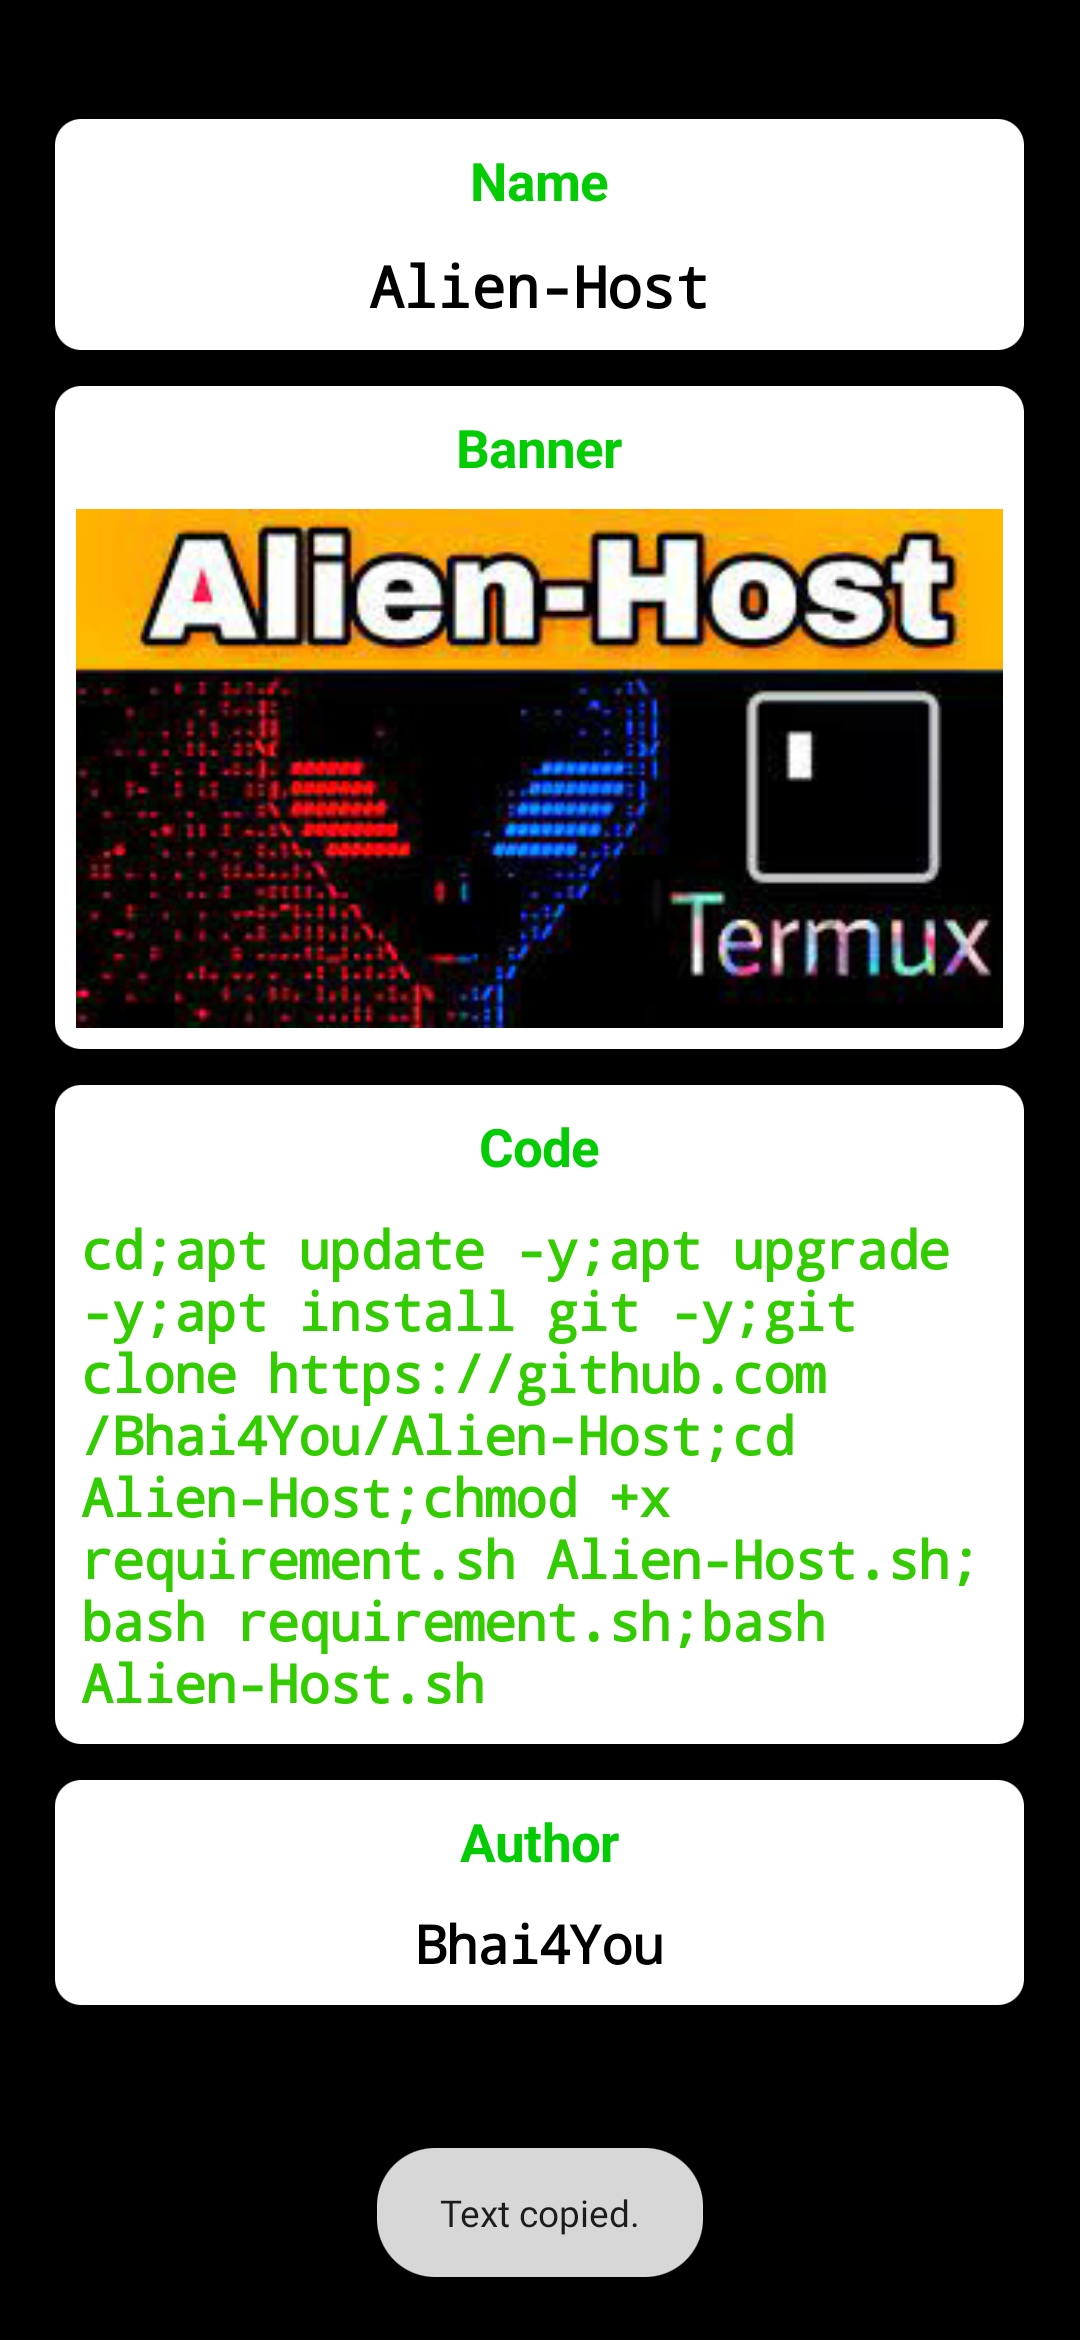 Name
Alien-Host
Banner
Alien-Host
Termux
Code
cd;apt update -y;apt upgrade
-y;apt install git -y;git
clone https://github.com
/Bhai4You/Alien-Host;cd
Alien-Host;chmod +x
requirement.sh Alien-Host.sh;
bash requirement.sh;bash
Alien-Host.sh
Author
Bhai4You
Text copied.